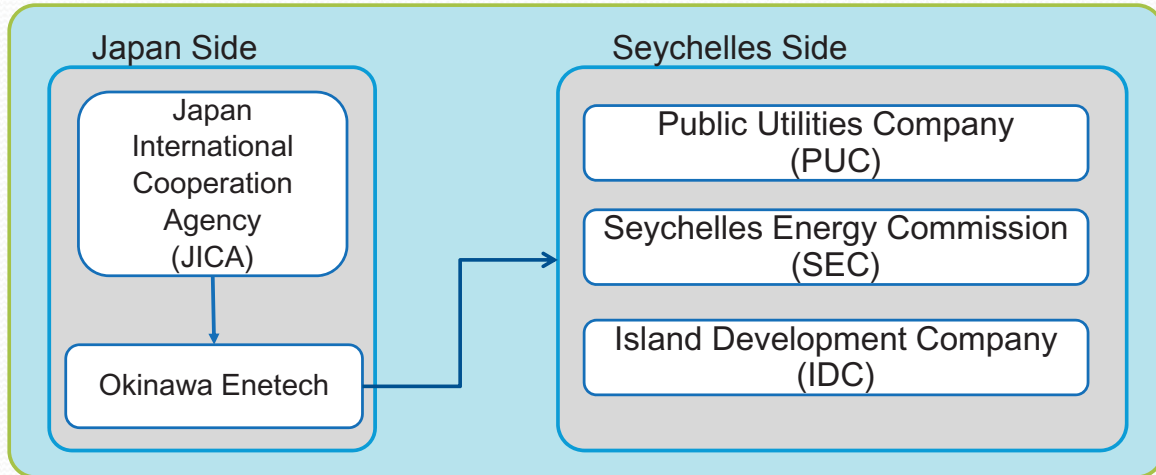 Japan Side
Japan
International
Cooperation
Agency
(JICA)
Okinawa Enetech
Seychelles Side
Public Utilities Company
(PUC)
Seychelles Energy Commission
(SEC)
Island Development Company
(IDC)